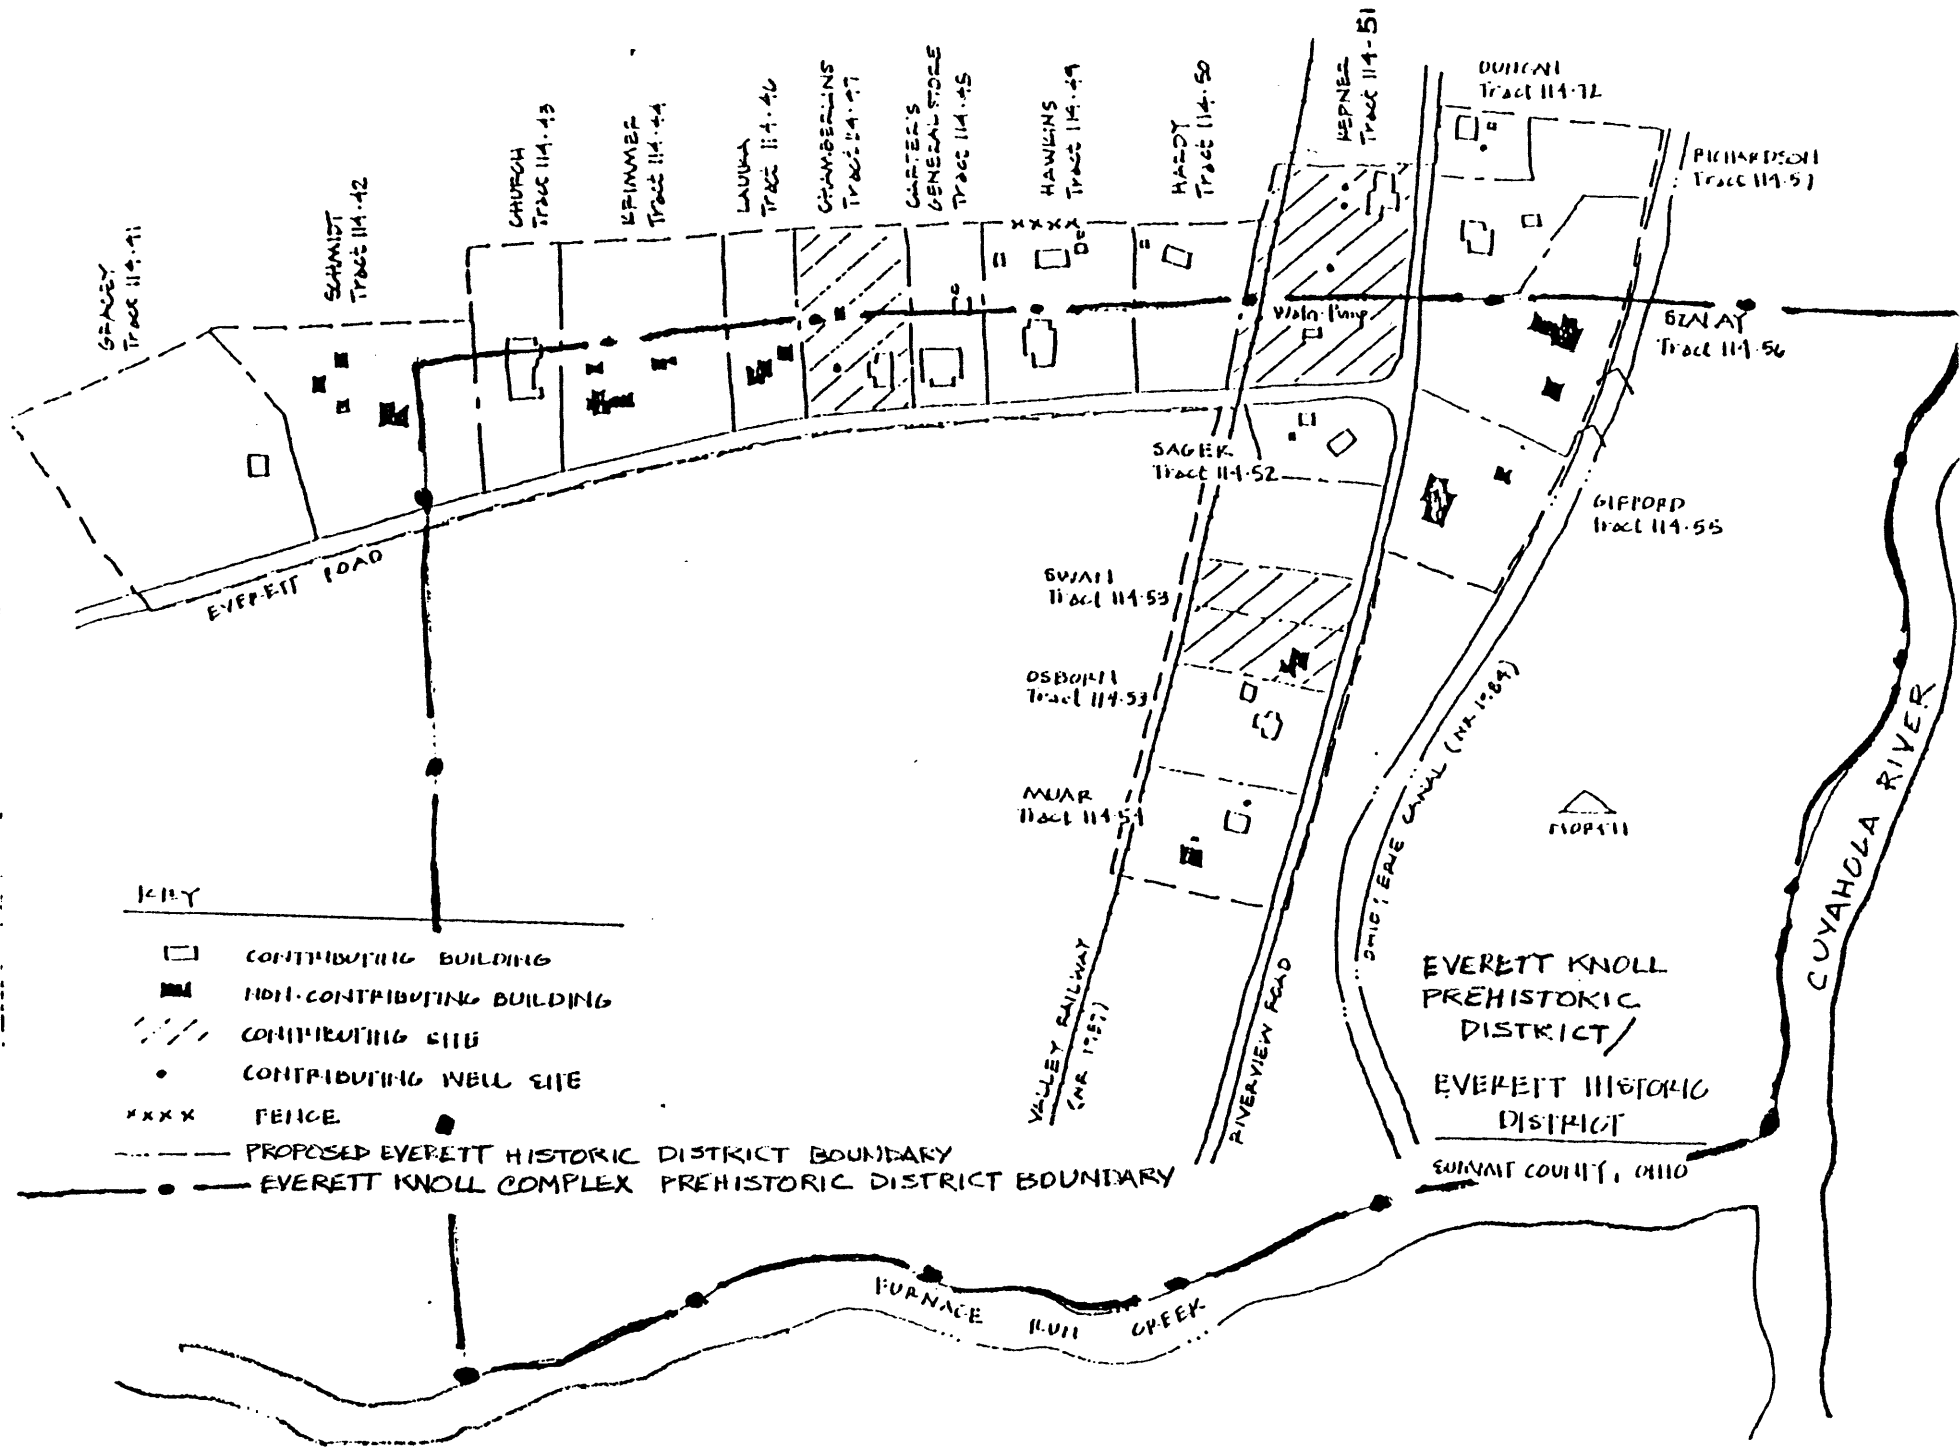 GRACEY
Tract 114-41
SCHMIDT
Tract 114-42
CHURCH
Tract 114-43
KRIMMER
Tract 114-44
LAUKA
Tract 114-46
CHAMBERLINS
Tract 114-47
CARTER'S
GENERAL STORE
Tract 114-45
HAWKINS
Tract 114-49
HARDY
Tract 114-50
KEPNER
Tract 114-51
DUNCAN
Tract 114-72
RICHARDSON
Tract 114-57
XXXX
SZALAY
Tract 114-56
SAGER
Tract 114-52
GIFFORD
Tract 114-55
EVERETT ROAD
SWAN
Tract 114-53
OSBORN
Tract 114-53
MUAR
Tract 114-54
OHIO & ERIE CANAL
CUYAHOGA RIVER
NORTH
KEY
CONTRIBUTING BUILDING
NON-CONTRIBUTING BUILDING
CONTRIBUTING SITE
CONTRIBUTING WELL SITE
XXXX FENCE
PROPOSED EVERETT HISTORIC DISTRICT BOUNDARY
EVERETT KNOLL COMPLEX PREHISTORIC DISTRICT BOUNDARY
VALLEY RAILWAY
RIVERVIEW ROAD
EVERETT KNOLL
PREHISTORIC
DISTRICT/
EVERETT HISTORIC
DISTRICT
SUMMIT COUNTY, OHIO
FURNACE RUN CREEK